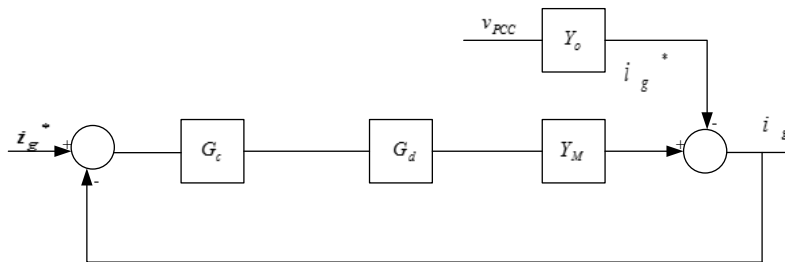 v_PCC
Y_o
i_g^*
i_g^*
+
-
G_c
G_d
Y_M
+
-
i_g